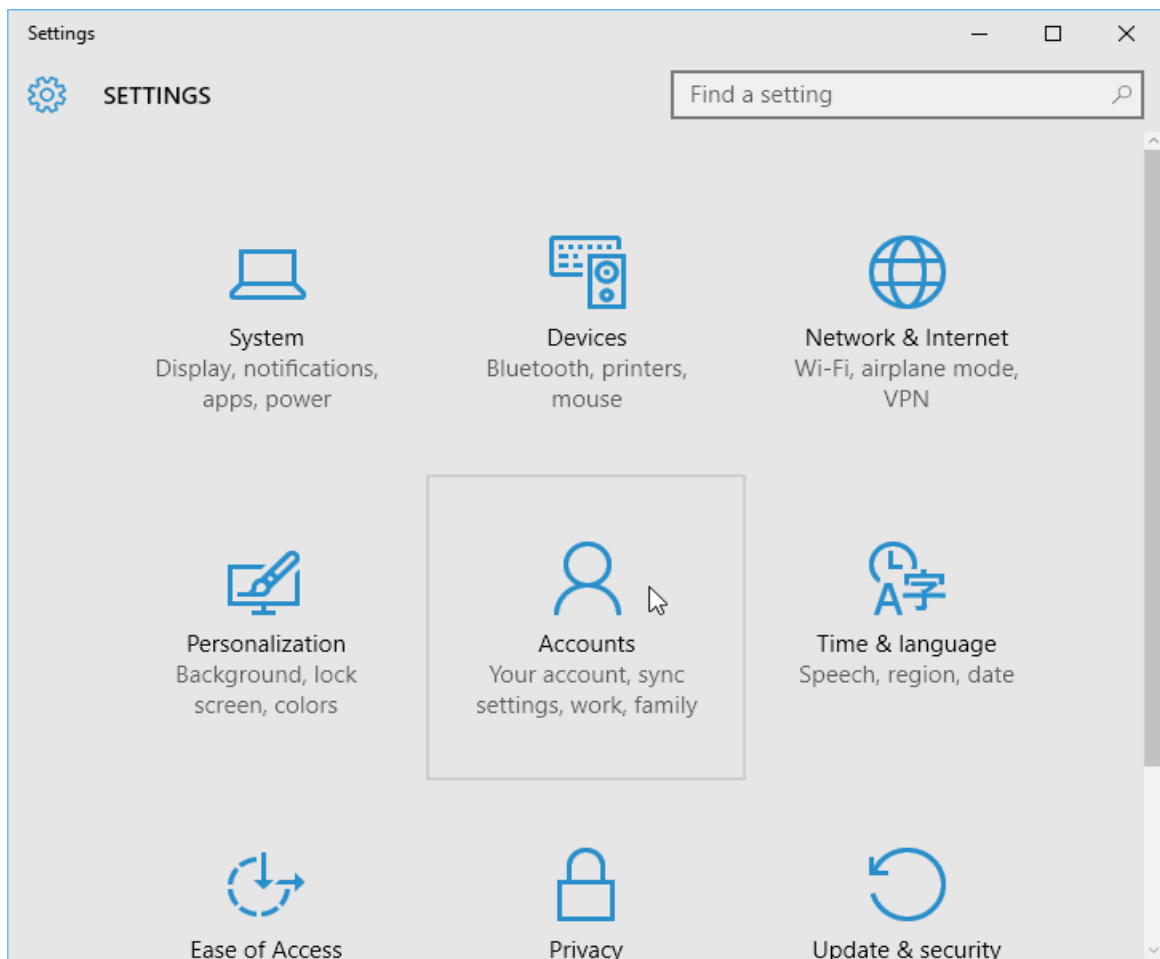 Settings
SETTINGS
Find a setting
System
Display, notifications,
apps, power
Devices
Bluetooth, printers,
mouse
Network & Internet
Wi-Fi, airplane mode,
VPN
Personalization
Background, lock
screen, colors
Accounts
Your account, sync
settings, work, family
A字
Time & language
Speech, region, date
Ease of Access
Privacy
Update & security